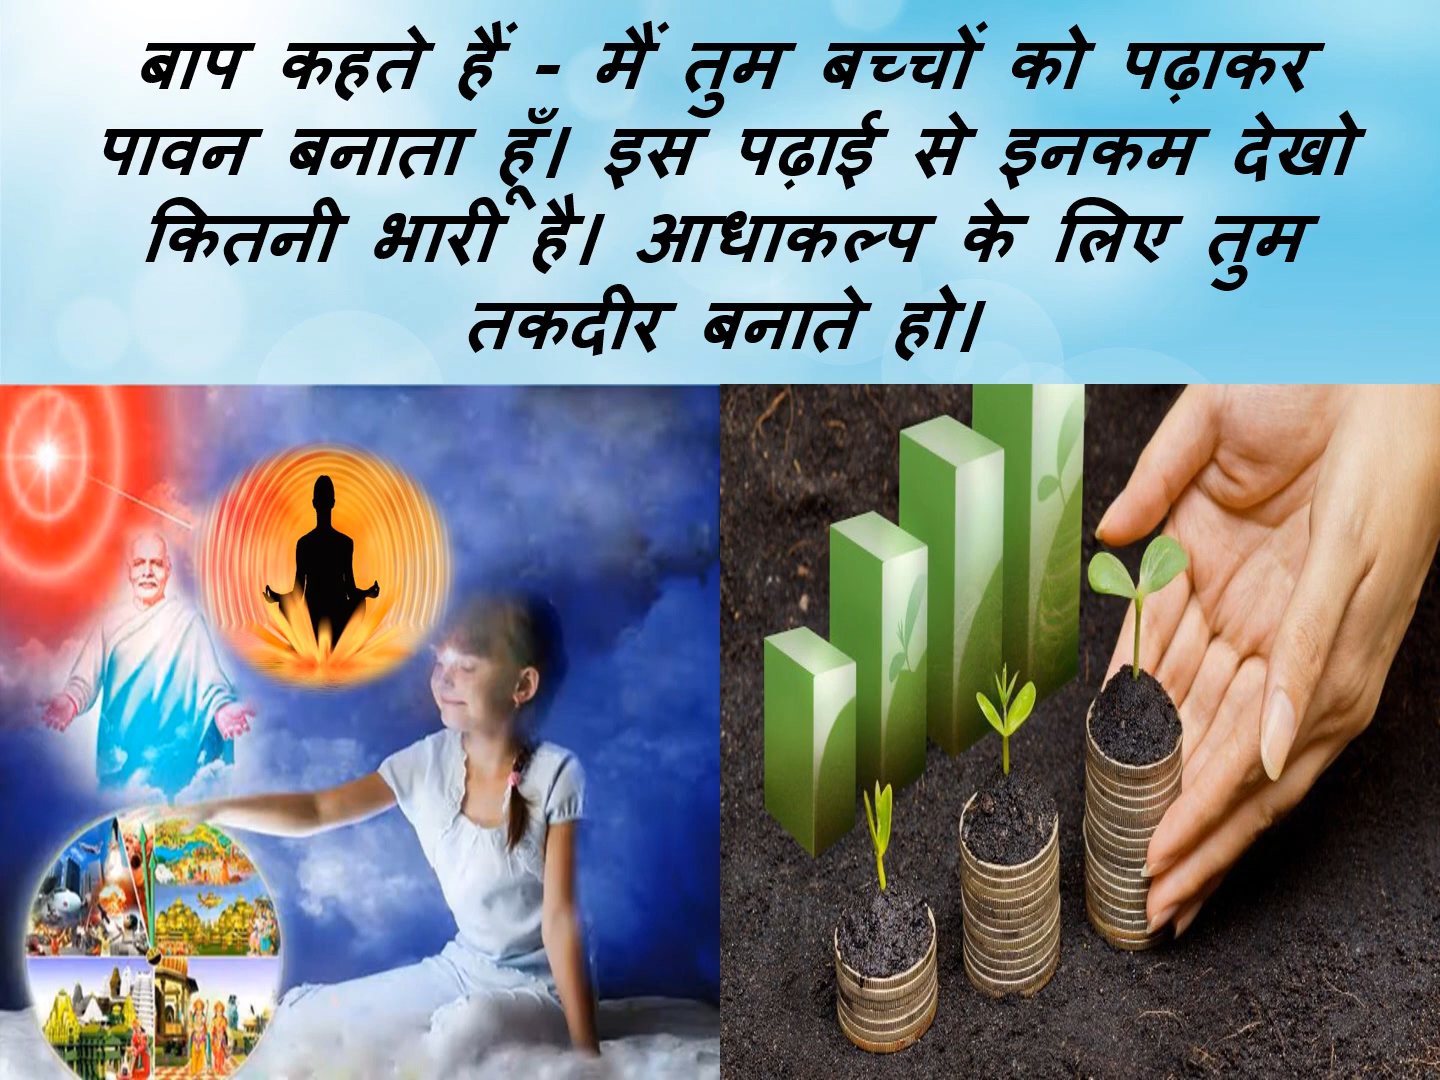 बाप कहते हैं - मैं तुम बच्चों को पढ़ाकर
पावन बनाता हूँ। इस पढ़ाई से इनकम देखो
कितनी भारी है। आधाकल्प के लिए तुम
तकदीर बनाते हो।